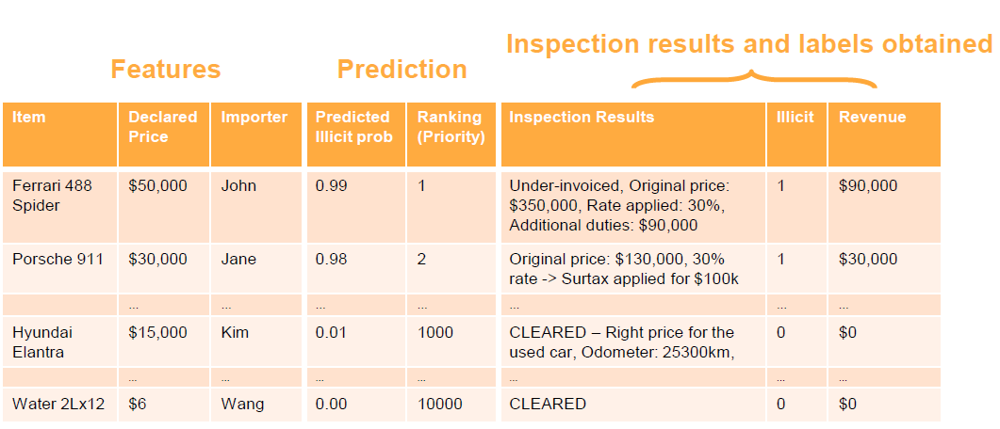 Inspection results and labels obtained
Features
Prediction
Item
Declared
Price
Importer
Predicted
Illicit prob
Ranking
(Priority)
Inspection Results
Illicit
Revenue
Ferrari 488
Spider
$50,000
John
0.99
1
Under-invoiced, Original price:
$350,000, Rate applied: 30%,
Additional duties: $90,000
1
$90,000
Porsche 911
$30,000
Jane
0.98
2
Original price: $130,000, 30%
rate -> Surtax applied for $100k
1
$30,000
...
...
...
...
...
...
...
Hyundai
Elantra
$15,000
Kim
0.01
1000
CLEARED – Right price for the
used car, Odometer: 25300km,
0
$0
...
...
...
...
...
...
...
Water 2Lx12
$6
Wang
0.00
10000
CLEARED
0
$0